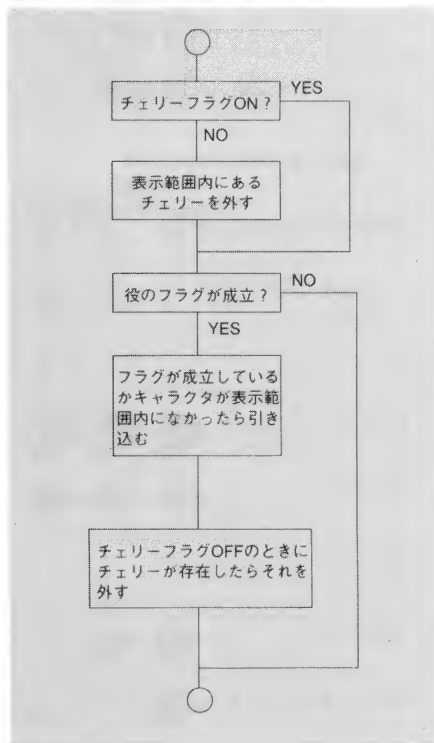 チェリーフラグON？
YES
NO
表示範囲内にある
チェリーを外す
役のフラグが成立？
NO
YES
フラグが成立している
かキャラクタが表示範
囲内になかったら引き
込む
チェリーフラグOFFのときに
チェリーが存在したらそれを
外す